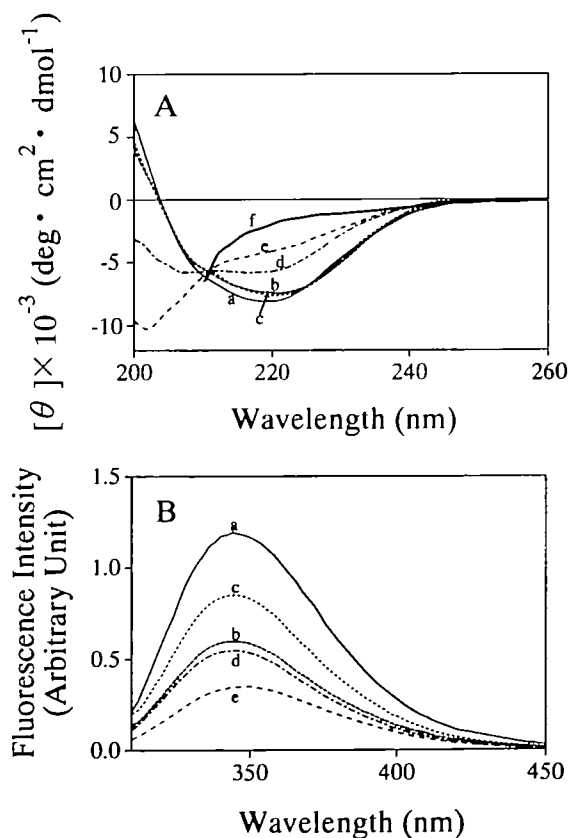 A
[θ]×10⁻³ (deg・cm²・dmol⁻¹)
10
5
0
-5
-10
f
e
d
b
a
c
200
220
240
260
Wavelength (nm)
B
Fluorescence Intensity
(Arbitrary Unit)
1.5
1.0
0.5
0.0
a
c
b
d
e
350
400
450
Wavelength (nm)